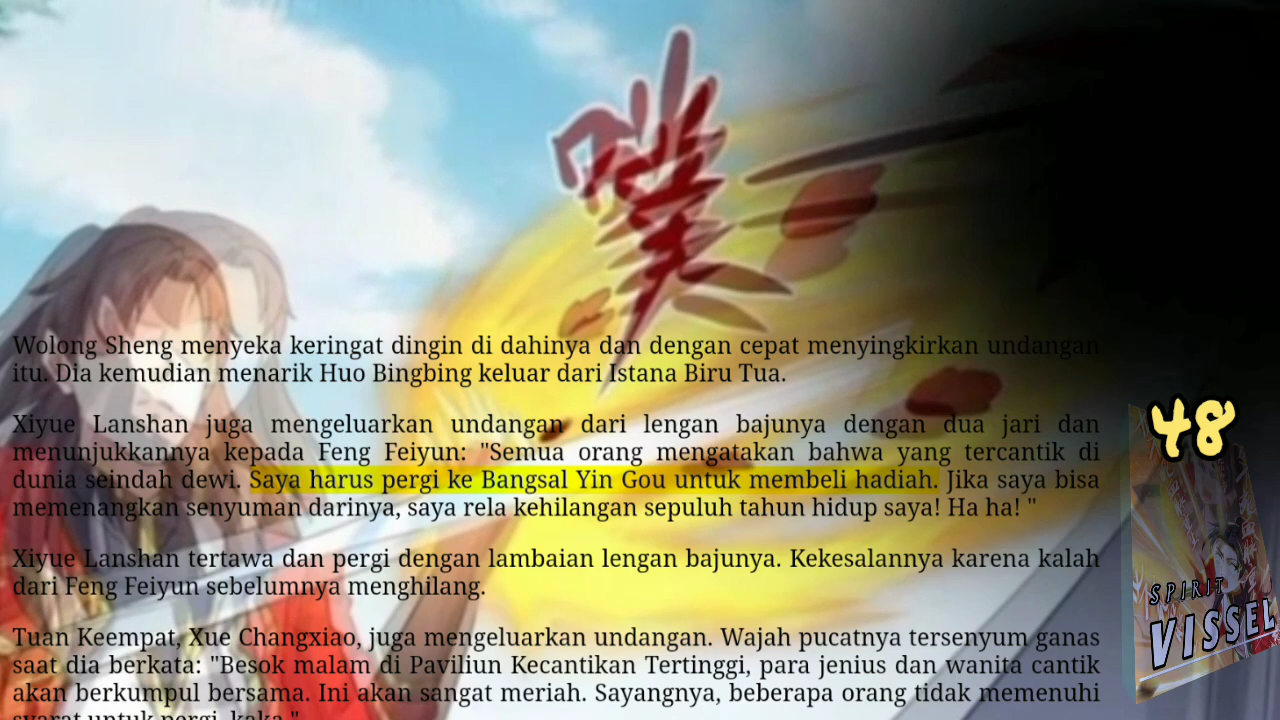 噗
Wolong Sheng menyeka keringat dingin di dahinya dan dengan cepat menyingkirkan undangan
itu. Dia kemudian menarik Huo Bingbing keluar dari Istana Biru Tua.
Xiyue Lanshan juga mengeluarkan undangan dari lengan bajunya dengan dua jari dan
menunjukkannya kepada Feng Feiyun: "Semua orang mengatakan bahwa yang tercantik di
dunia seindah dewi. Saya harus pergi ke Bangsal Yin Gou untuk membeli hadiah. Jika saya bisa
memenangkan senyuman darinya, saya rela kehilangan sepuluh tahun hidup saya! Ha ha! "
Xiyue Lanshan tertawa dan pergi dengan lambaian lengan bajunya. Kekesalannya karena kalah
dari Feng Feiyun sebelumnya menghilang.
Tuan Keempat, Xue Changxiao, juga mengeluarkan undangan. Wajah pucatnya tersenyum ganas
saat dia berkata: "Besok malam di Paviliun Kecantikan Tertinggi, para jenius dan wanita cantik
akan berkumpul bersama. Ini akan sangat meriah. Sayangnya, beberapa orang tidak memenuhi
syarat untuk pergi, kaka."
48
SPIRIT
VISSEL